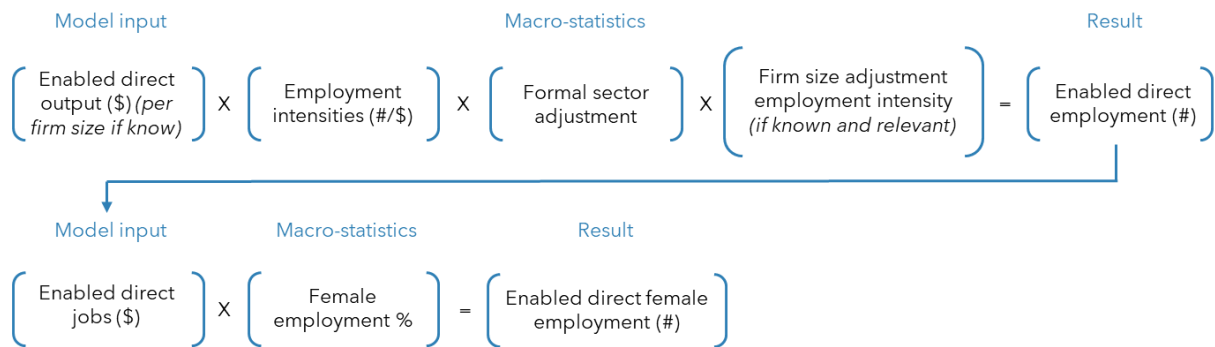 Model input
Macro-statistics
Result
Enabled direct
output ($) (per
firm size if know)
X
Employment
intensities (#/$)
X
Formal sector
adjustment
X
Firm size adjustment
employment intensity
(if known and relevant)
=
Enabled direct
employment (#)
Model input
Macro-statistics
Result
Enabled direct
jobs ($)
X
Female
employment %
=
Enabled direct female
employment (#)